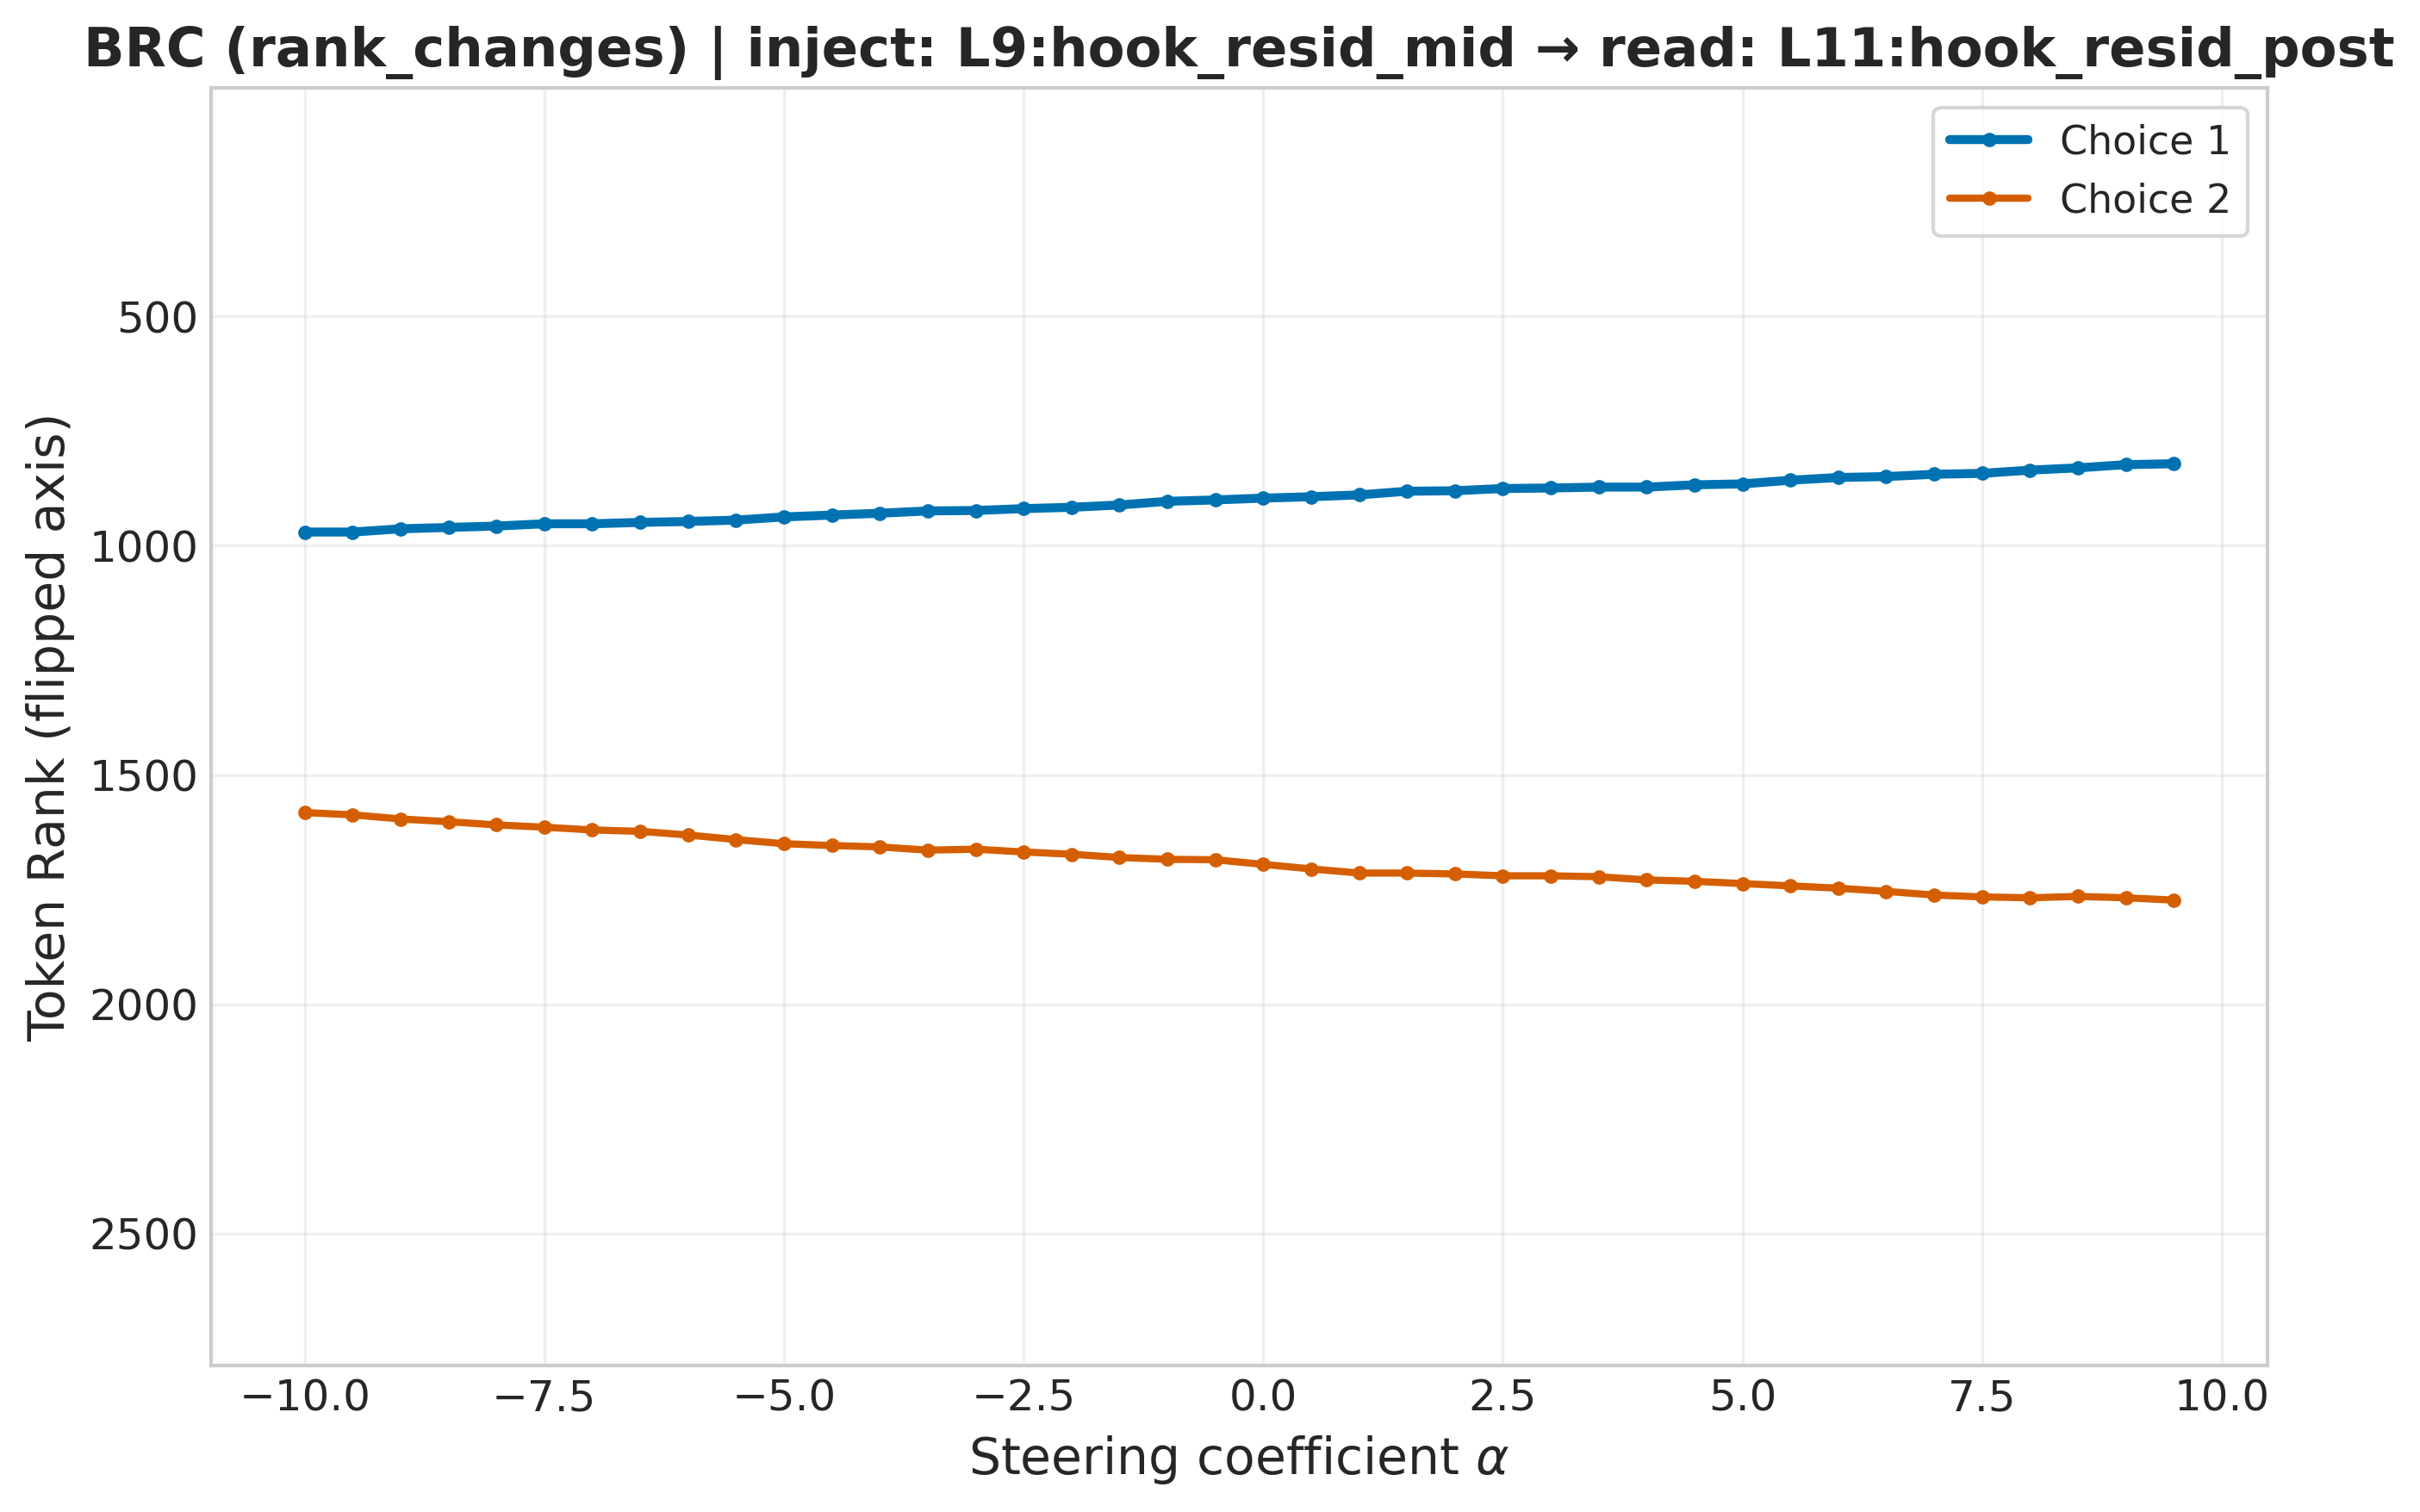 BRC (rank_changes) | inject: L9:hook_resid_mid → read: L11:hook_resid_post
Choice 1
Choice 2
Token Rank (flipped axis)
500
1000
1500
2000
2500
−10.0 −7.5 −5.0 −2.5 0.0 2.5 5.0 7.5 10.0
Steering coefficient α